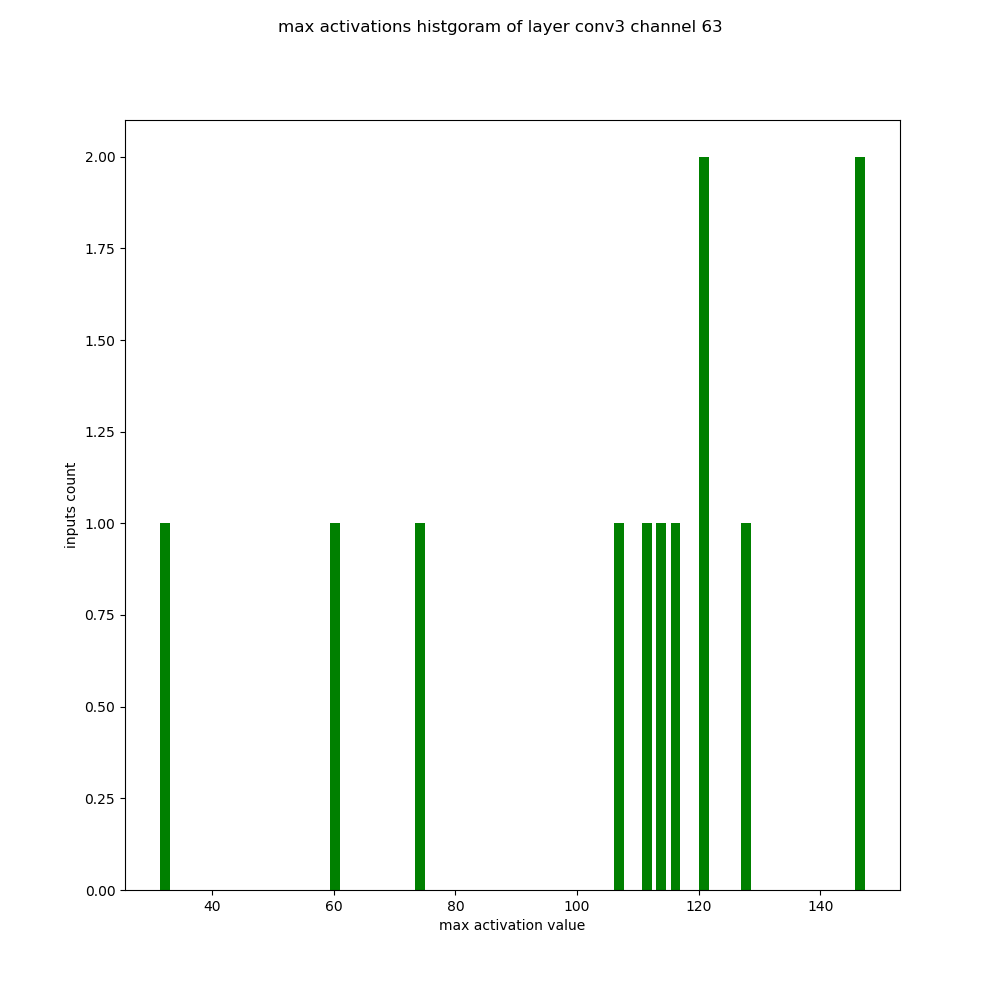 max activations histgoram of layer conv3 channel 63
2.00
1.75
1.50
1.25
1.00
0.75
0.50
0.25
0.00
inputs count
40 60 80 100 120 140
max activation value